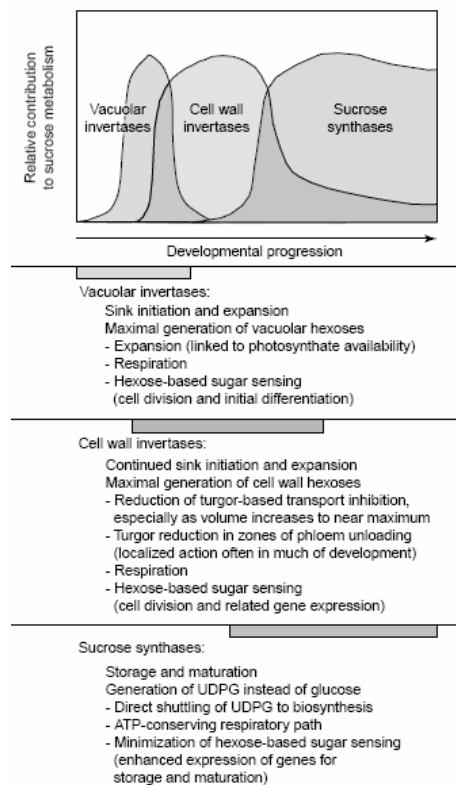 Relative contribution
to sucrose metabolism
Vacuolar
invertases
Cell wall
invertases
Sucrose
synthases
Developmental progression
Vacuolar invertases:
Sink initiation and expansion
Maximal generation of vacuolar hexoses
- Expansion (linked to photosynthate availability)
- Respiration
- Hexose-based sugar sensing
(cell division and initial differentiation)
Cell wall invertases:
Continued sink initiation and expansion
Maximal generation of cell wall hexoses
- Reduction of turgor-based transport inhibition,
especially as volume increases to near maximum
- Turgor reduction in zones of phloem unloading
(localized action often in much of development)
- Respiration
- Hexose-based sugar sensing
(cell division and related gene expression)
Sucrose synthases:
Storage and maturation
Generation of UDPG instead of glucose
- Direct shuttling of UDPG to biosynthesis
- ATP-conserving respiratory path
- Minimization of hexose-based sugar sensing
(enhanced expression of genes for
storage and maturation)